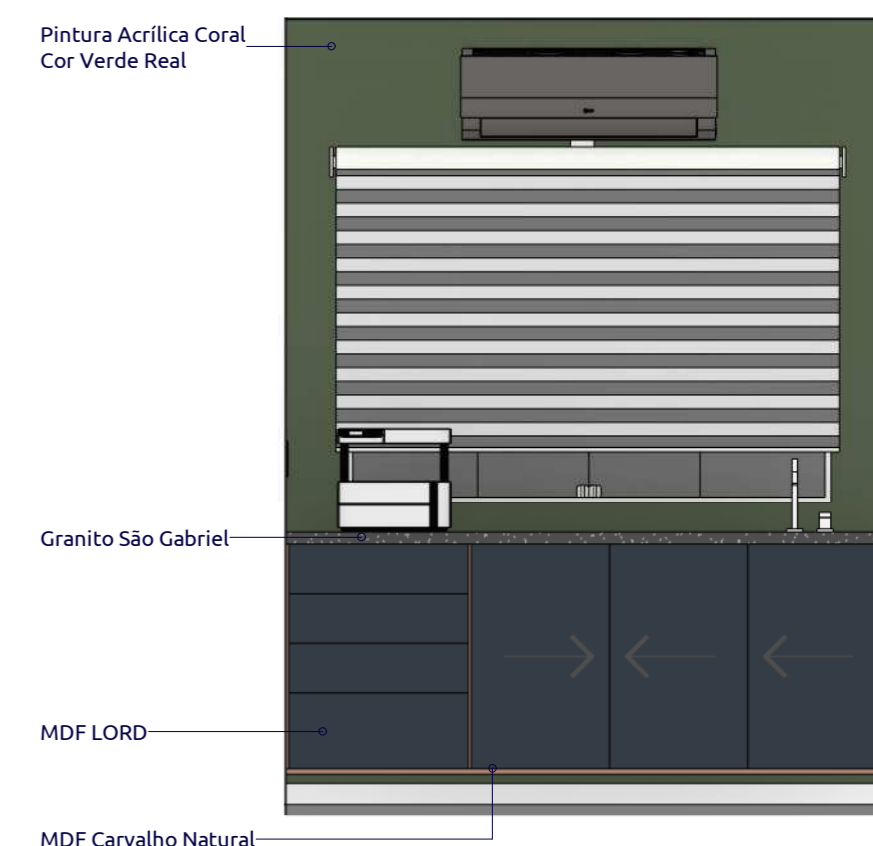 Pintura Acrílica Coral
Cor Verde Real
Granito São Gabriel
MDF LORD
MDF Carvalho Natural